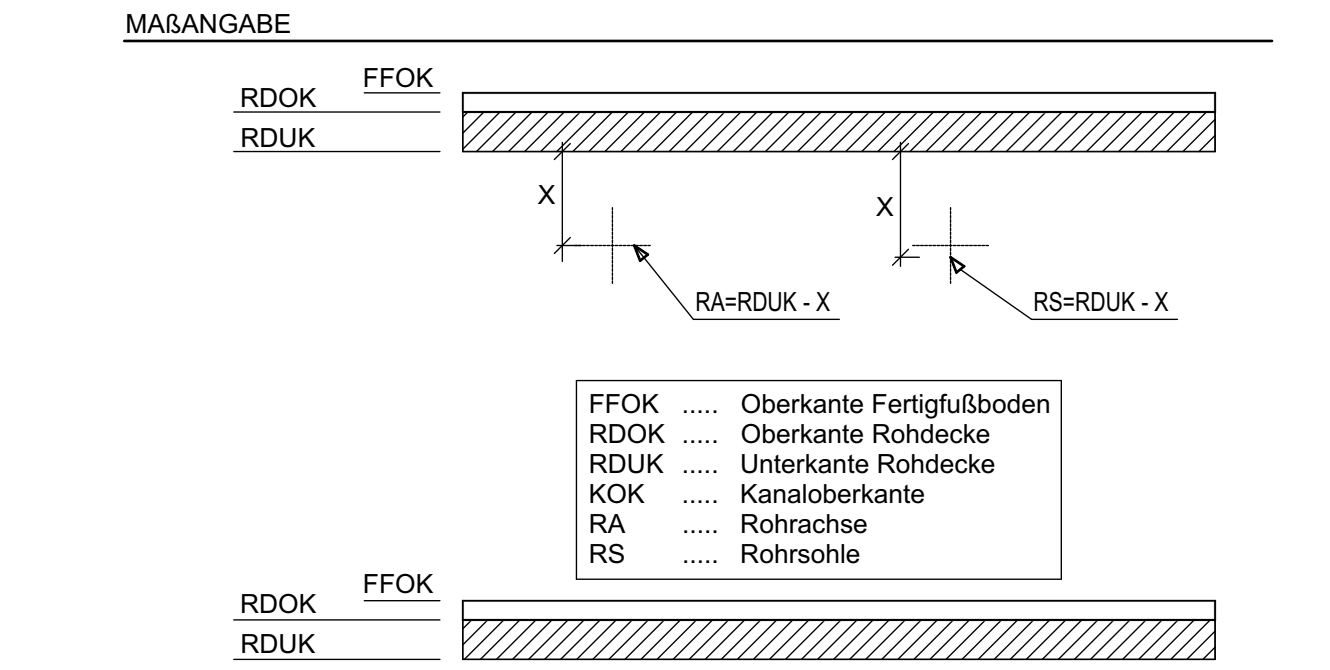 MAßANGABE
FFOK
RDOK
RDUK
X
X
RA=RDUK - X
RS=RDUK - X
FFOK ..... Oberkante Fertigfußboden
RDOK ..... Oberkante Rohdecke
RDUK ..... Unterkante Rohdecke
KOK ..... Kanaloberkante
RA ..... Rohrachse
RS ..... Rohrsohle
FFOK
RDOK
RDUK